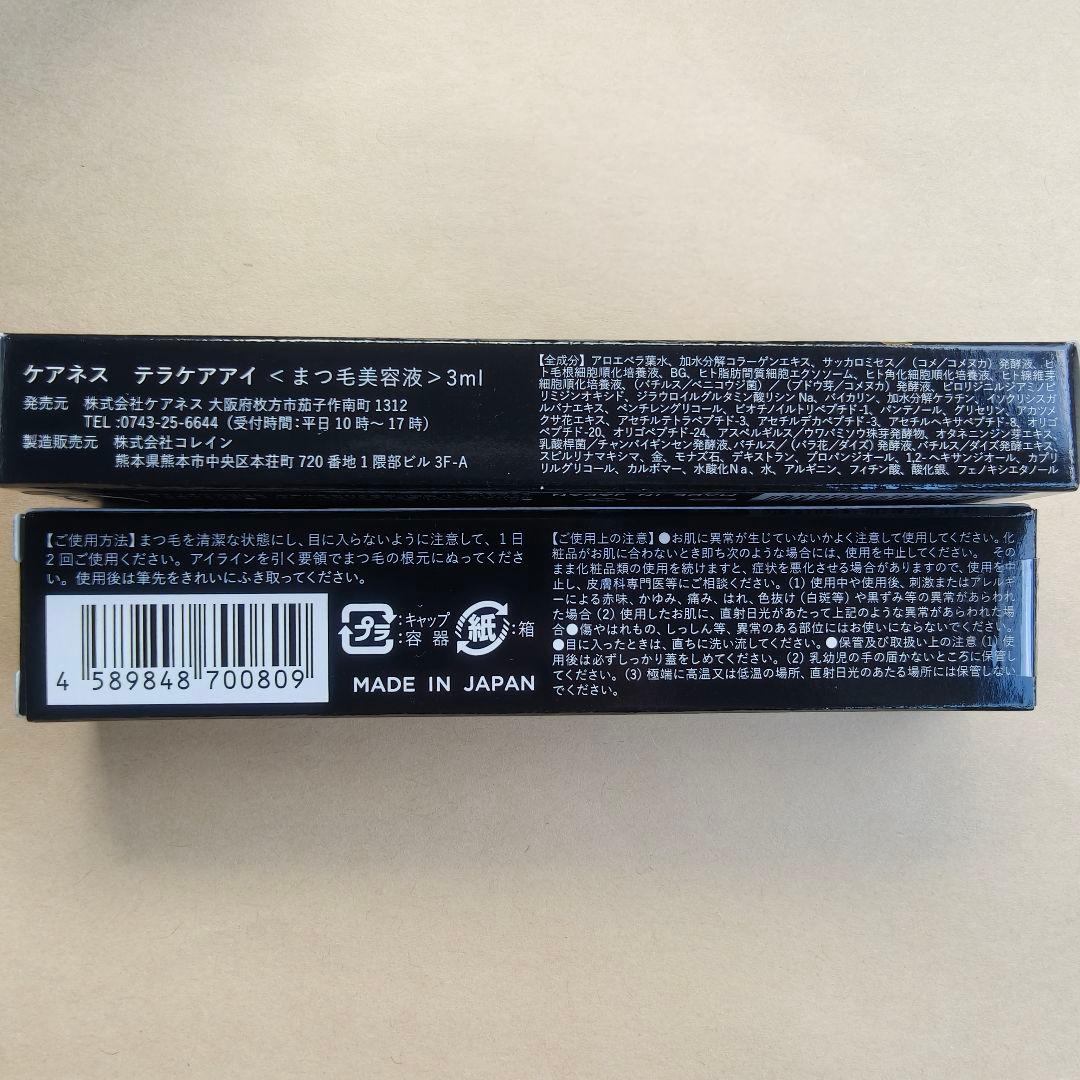 ケアネス　テラケアアイ＜まつ毛美容液＞3ml
発売元　株式会社ケアネス 大阪府枚方市茄子作南町 1312
TEL :0743-25-6644（受付時間：平日 10 時〜 17 時）
製造販売元　株式会社コレイン
熊本県熊本市中央区本荘町 720 番地 1 隈部ビル 3F-A
【全成分】アロエベラ葉水、加水分解コラーゲンエキス、サッカロミセス／（コメ／コメヌカ）発酵液、ヒ
ト毛根細胞順化培養液、BG、ヒト脂肪間質細胞エクソソーム、ヒト角化細胞順化培養液、ヒト線維芽
細胞順化培養液、（バチルス／ベニコウジ菌）／（ブドウ芽／コメヌカ）発酵液、ピロリジニルジアミノピ
リミジンオキシド、ジラウロイルグルタミン酸リシン Na、バイカリン、加水分解ケラチン、イソクリスガ
ルバナエキス、ペンチレングリコール、ビオチノイルトリペプチド-1、パンテノール、グリセリン、アカツメ
クサ花エキス、アセチルテトラペプチド-3、アセチルデカペプチド-3、アセチルヘキサペプチド-8、オリゴ
ペプチド-20、オリゴペプチド-24、アスペルギルス／ウワバミソウ珠芽発酵物、オタネニンジン葉エキス、
乳酸桿菌／チャンバイギセン発酵液、バチルス／（バラ花／ダイズ）発酵液、バチルス／ダイズ発酵エキス、
スピルリナマキシマ、金、モナズ石、デキストラン、プロパンジオール、1,2-ヘキサンジオール、カプリ
リルグリコール、カルボマー、水酸化Na、水、アルギニン、フィチン酸、酸化銀、フェノキシエタノール
【ご使用方法】まつ毛を清潔な状態にし、目に入らないように注意して、1 日
2 回ご使用ください。アイラインを引く要領でまつ毛の根元にぬってくださ
い。使用後は筆先をきれいにふき取ってください。
4 589848 700809
プラ
：キャップ
：容 器
紙
：箱
MADE IN JAPAN
【ご使用上の注意】●お肌に異常が生じていないかよく注意して使用してください。化
粧品がお肌に合わないとき即ち次のような場合には、使用を中止してください。 その
まま化粧品類の使用を続けますと、症状を悪化させる場合がありますので、使用を中
止し、皮膚科専門医等にご相談ください。（1）使用中や使用後、刺激またはアレルギ
ーによる赤味、かゆみ、痛み、はれ、色抜け（白斑等）や黒ずみ等の異常があらわれ
た場合（2）使用したお肌に、直射日光があたって上記のような異常があらわれた場
合●傷やはれもの、しっしん等、異常のある部位にはお使いにならないでください。
●目に入ったときは、直ちに洗い流してください。●保管及び取扱い上の注意（1）使
用後は必ずしっかり蓋をしめてください。（2）乳幼児の手の届かないところに保管し
てください。（3）極端に高温又は低温の場所、直射日光のあたる場所には保管しない
でください。